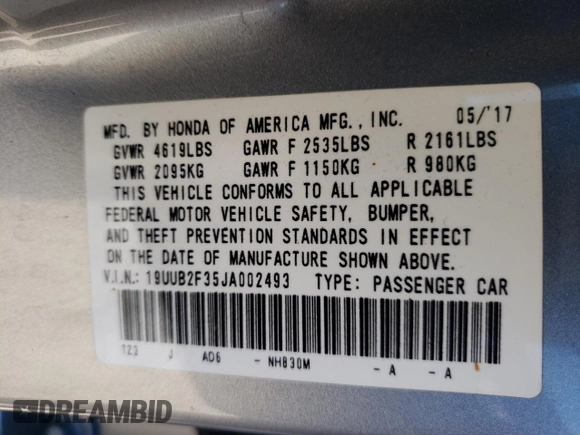 MFD. BY HONDA OF AMERICA MFG., INC. 05/'17
GVWR 4619LBS GAWR F 2535LBS R 2161LBS
GVWR 2095KG GAWR F 1150KG R 980KG
THIS VEHICLE CONFORMS TO ALL APPLICABLE
FEDERAL MOTOR VEHICLE SAFETY, BUMPER,
AND THEFT PREVENTION STANDARDS IN EFFECT
ON THE DATE OF MANUFACTURE SHOWN ABOVE.
V.I.N.: 19UUB2F35JA002493 TYPE: PASSENGER CAR
TZ3 J AD6 - NH830M - A - A
DREAMBID